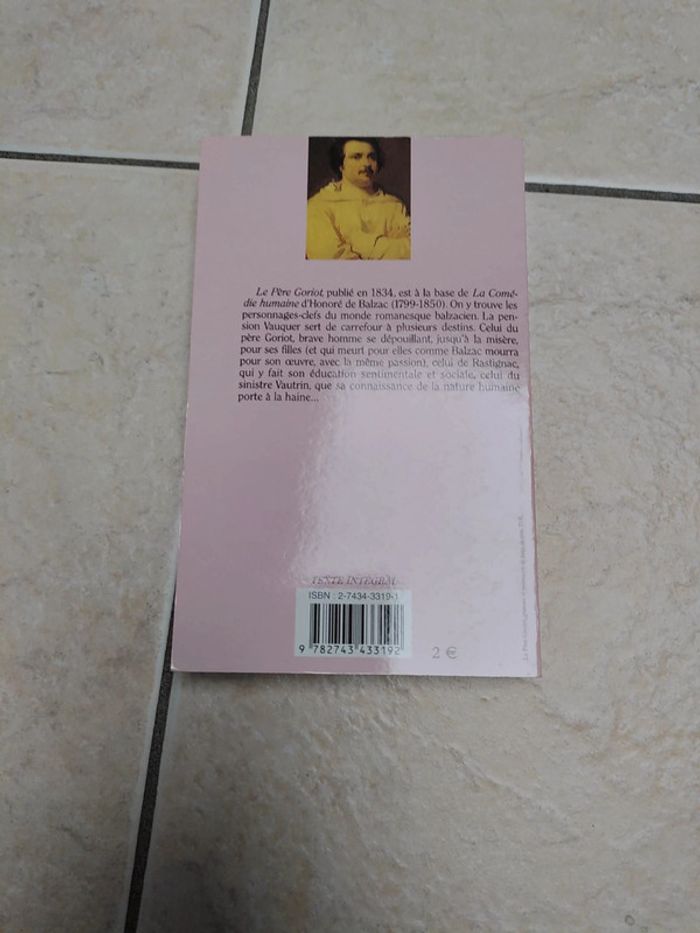 Le Père Goriot, publié en 1834, est à la base de La Comé-
die humaine d'Honoré de Balzac (1799-1850). On y trouve les
personnages-clefs du monde romanesque balzacien. La pen-
sion Vauquer sert de carrefour à plusieurs destins. Celui du
père Goriot, brave homme se dépouillant, jusqu'à la misère,
pour ses filles (et qui meurt pour elles comme Balzac mourra
pour son œuvre, avec la même passion), celui de Rastignac,
qui y fait son éducation sentimentale et sociale, celui du
sinistre Vautrin, que sa connaissance de la nature humaine
porte à la haine...
TEXTE INTÉGRAL
ISBN : 2-7434-3319-1
9 782743 433192
2 €